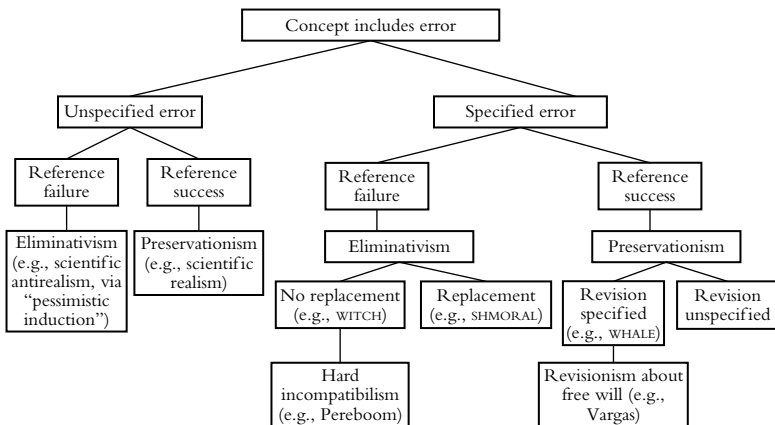 Concept includes error
Unspecified error
Specified error
Reference
failure
Reference
success
Reference
failure
Reference
success
Eliminativism
(e.g., scientific
antirealism, via
“pessimistic
induction”)
Preservationism
(e.g., scientific
realism)
Eliminativism
Preservationism
No replacement
(e.g., WITCH)
Replacement
(e.g., SHMORAL)
Revision
specified
(e.g., WHALE)
Revision
unspecified
Hard
incompatibilism
(e.g., Pereboom)
Revisionism about
free will (e.g.,
Vargas)